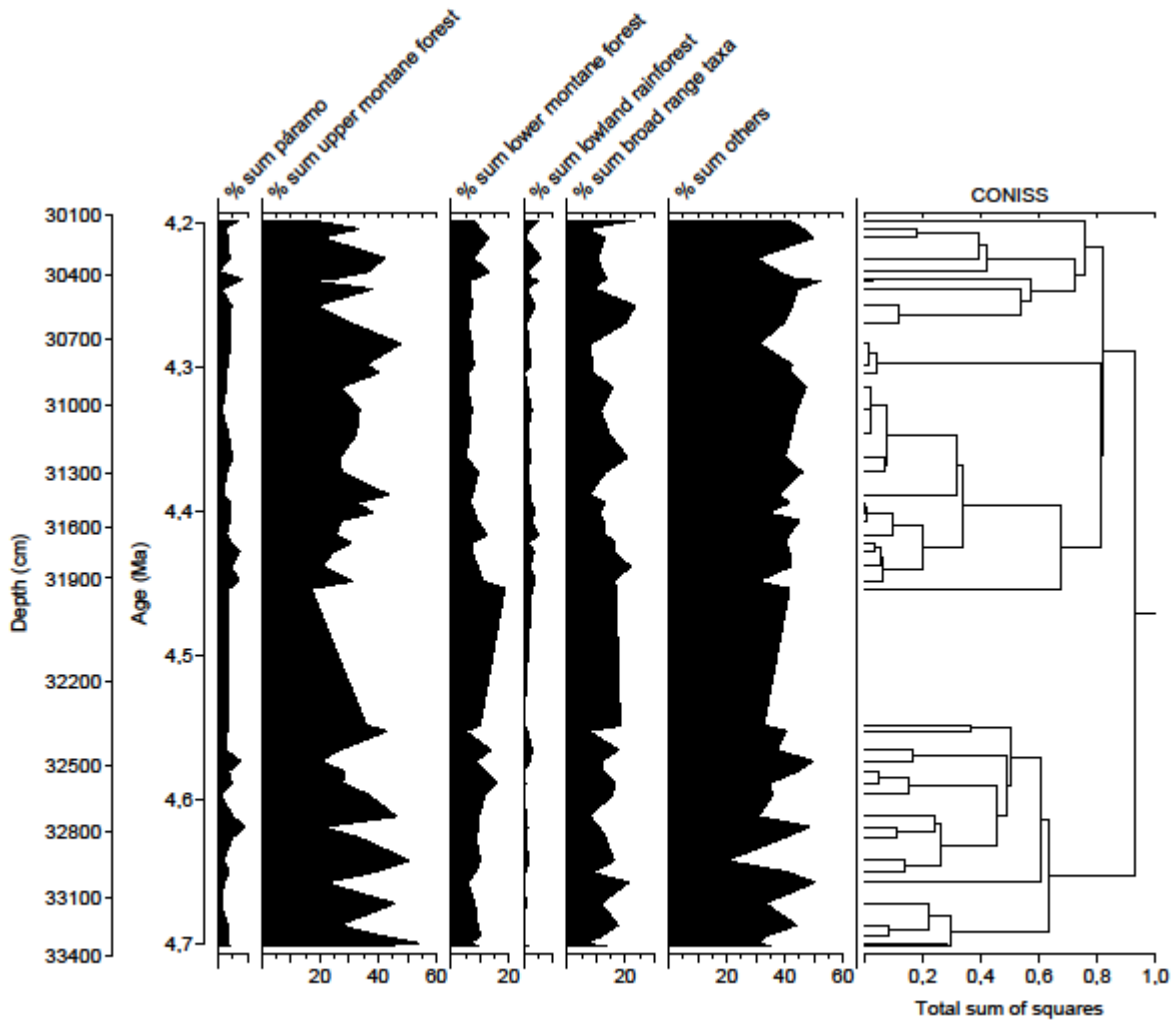 % sum páramo
% sum upper montane forest
% sum lower montane forest
% sum lowland rainforest
% sum broad range taxa
% sum others
CONISS
Depth (cm)
30100
30400
30700
31000
31300
31600
31900
32200
32500
32800
33100
33400
Age (Ma)
4,2
4,3
4,4
4,5
4,6
4,7
20 40 60
20
20
20 40 60
0,2 0,4 0,6 0,8 1,0
Total sum of squares